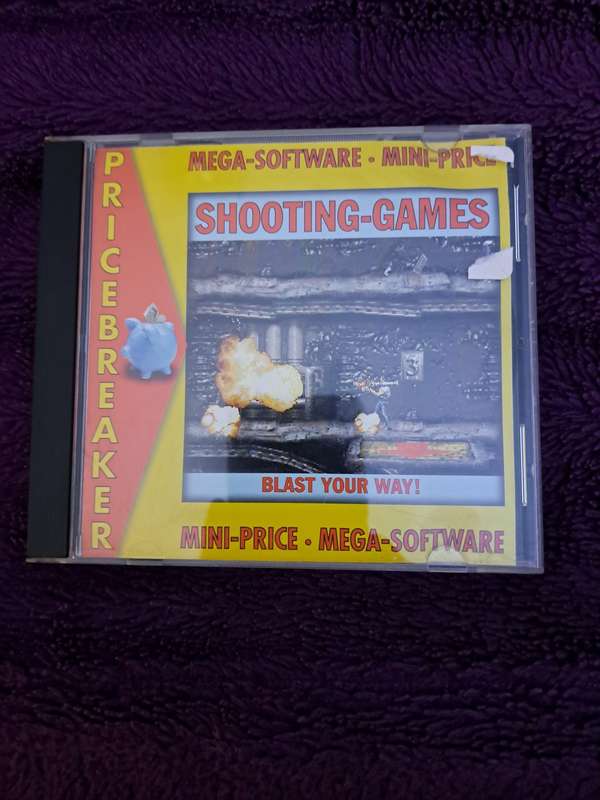 PRICEBREAKER
MEGA-SOFTWARE • MINI-PRICE
SHOOTING-GAMES
BLAST YOUR WAY!
MINI-PRICE • MEGA-SOFTWARE